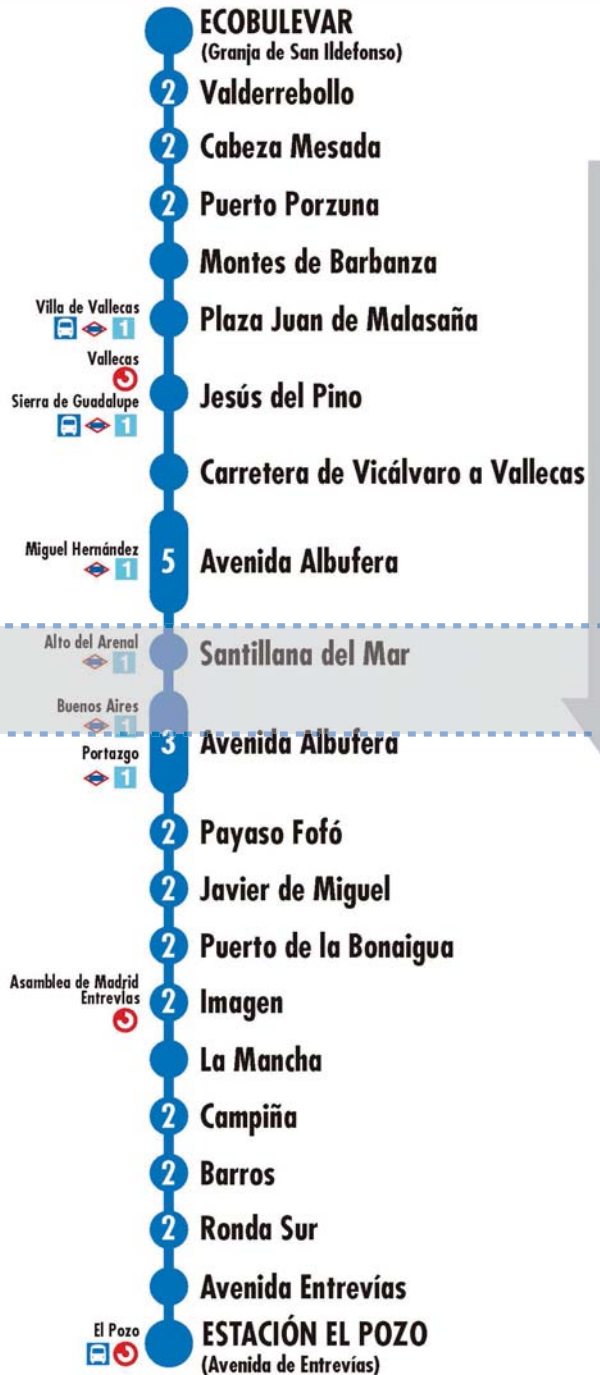 ECOBULEVAR
(Granja de San Ildefonso)
2 Valderrebollo
2 Cabeza Mesada
2 Puerto Porzuna
Montes de Barbanza
Villa de Vallecas
1
Plaza Juan de Malasaña
Vallecas
Sierra de Guadalupe
1
Jesús del Pino
Carretera de Vicálvaro a Vallecas
Miguel Hernández
1
5 Avenida Albufera
Alto del Arenal
1
Santillana del Mar
Buenos Aires
1
Portazgo
1
3 Avenida Albufera
2 Payaso Fofó
2 Javier de Miguel
2 Puerto de la Bonaigua
Asamblea de Madrid
Entrevías
2 Imagen
La Mancha
2 Campiña
2 Barros
2 Ronda Sur
Avenida Entrevías
El Pozo
ESTACIÓN EL POZO
(Avenida de Entrevías)